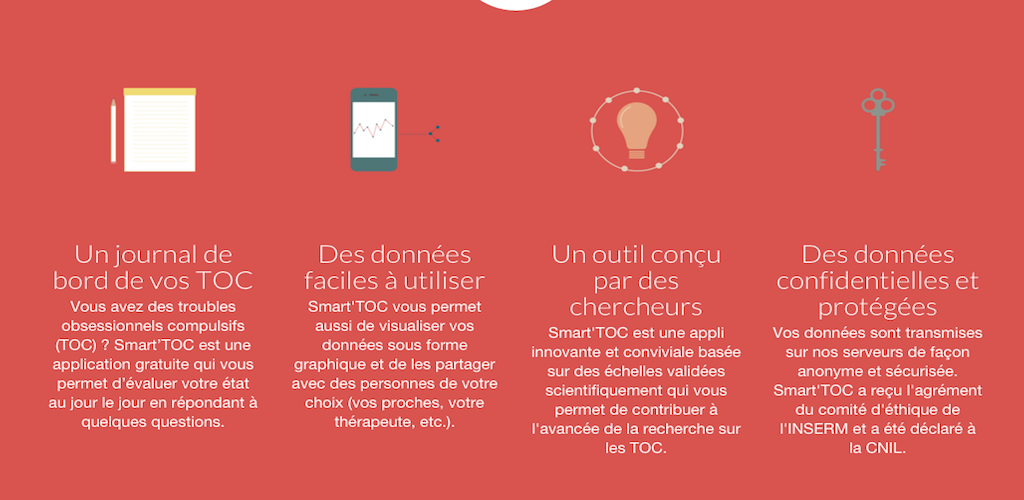 Un journal de
bord de vos TOC
Vous avez des troubles
obsessionnels compulsifs
(TOC) ? Smart’TOC est une
application gratuite qui vous
permet d’évaluer votre état
au jour le jour en répondant à
quelques questions.
Des données
faciles à utiliser
Smart'TOC vous permet
aussi de visualiser vos
données sous forme
graphique et de les partager
avec des personnes de votre
choix (vos proches, votre
thérapeute, etc.).
Un outil conçu
par des
chercheurs
Smart'TOC est une appli
innovante et conviviale basée
sur des échelles validées
scientifiquement qui vous
permet de contribuer à
l'avancée de la recherche sur
les TOC.
Des données
confidentielles et
protégées
Vos données sont transmises
sur nos serveurs de façon
anonyme et sécurisée.
Smart'TOC a reçu l'agrément
du comité d'éthique de
l'INSERM et a été déclaré à
la CNIL.